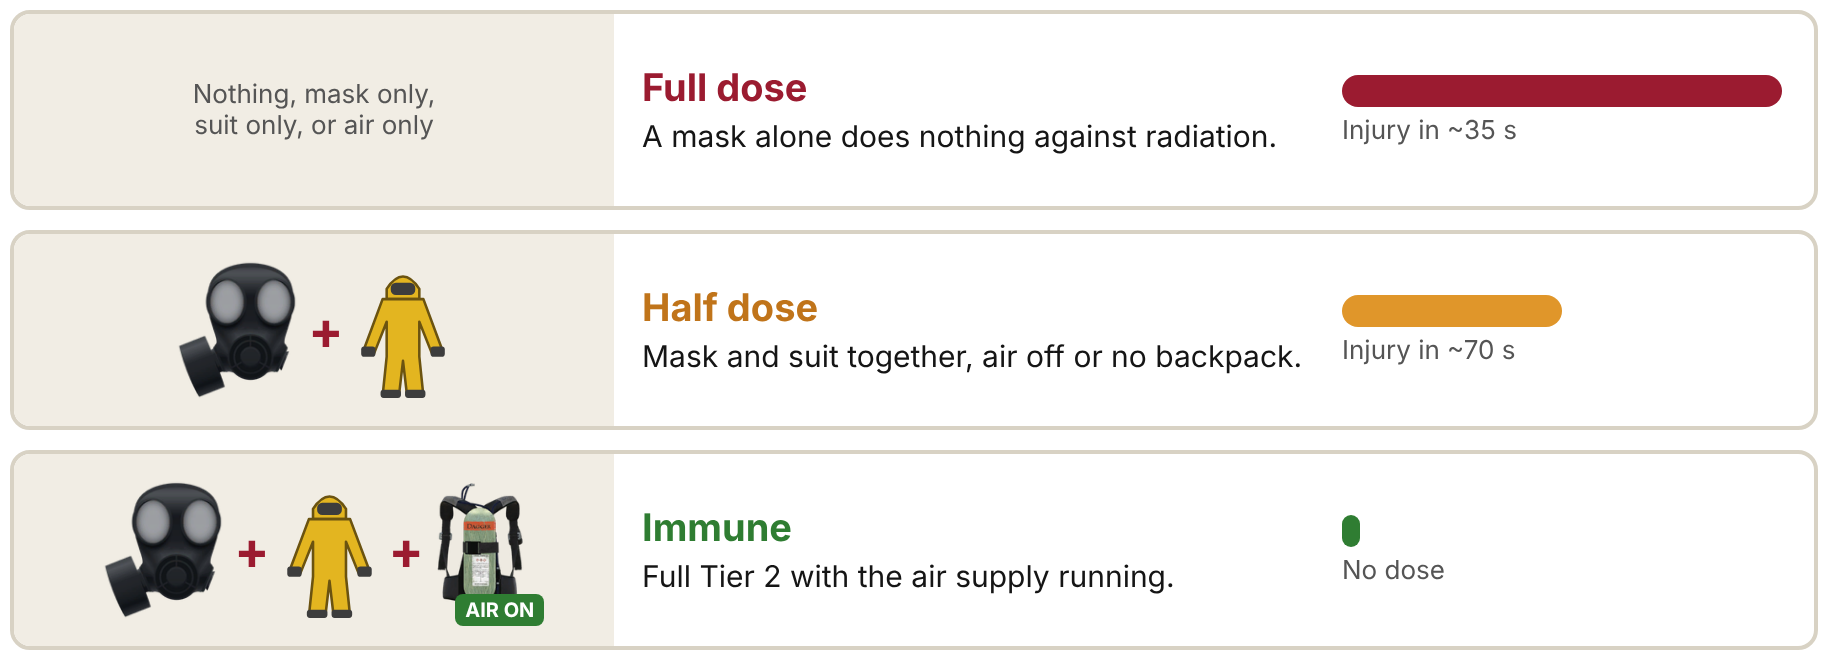 Nothing, mask only,
suit only, or air only
Full dose
A mask alone does nothing against radiation.
Injury in ~35 s
Half dose
Mask and suit together, air off or no backpack.
Injury in ~70 s
AIR ON
Immune
Full Tier 2 with the air supply running.
No dose